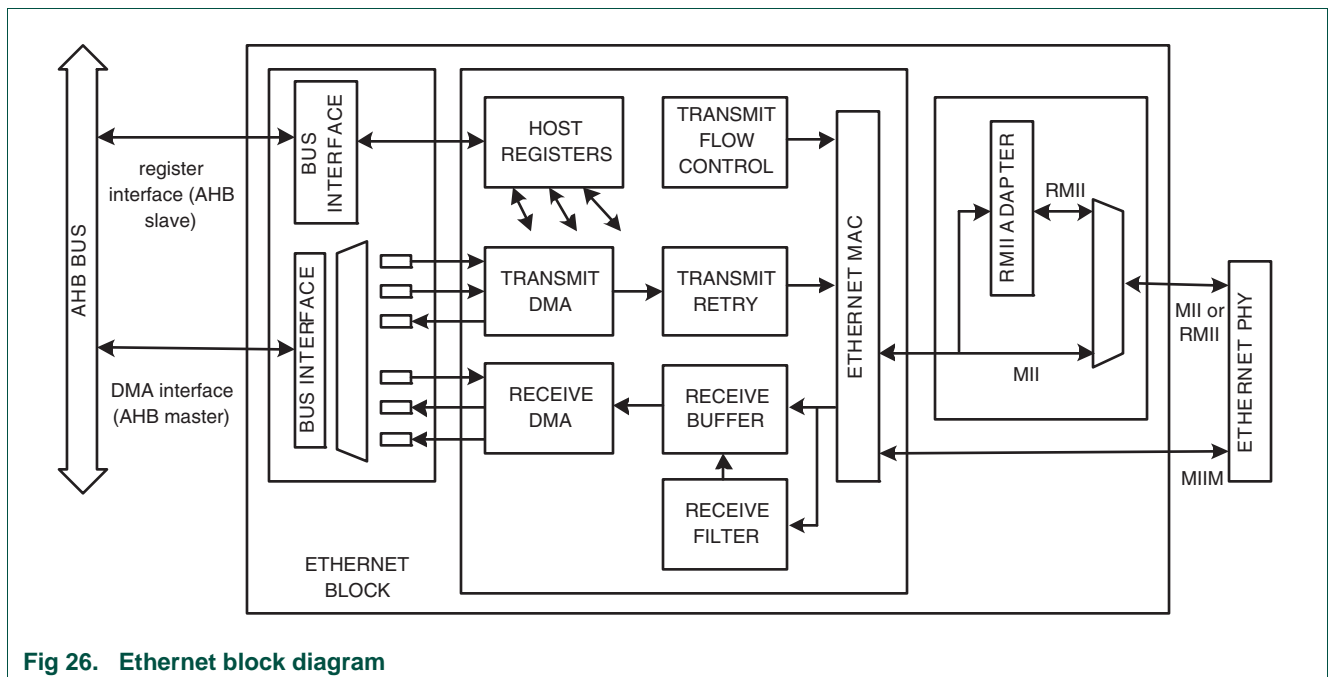 AHB BUS
register
interface (AHB
slave)
DMA interface
(AHB master)
BUS
INTERFACE
BUS INTERFACE
HOST
REGISTERS
TRANSMIT
FLOW
CONTROL
TRANSMIT
DMA
TRANSMIT
RETRY
RECEIVE
DMA
RECEIVE
BUFFER
RECEIVE
FILTER
ETHERNET
BLOCK
ETHERNET MAC
RMII ADAPTER
RMII
MII
MII or
RMII
MIIM
ETHERNET PHY
Fig 26. Ethernet block diagram